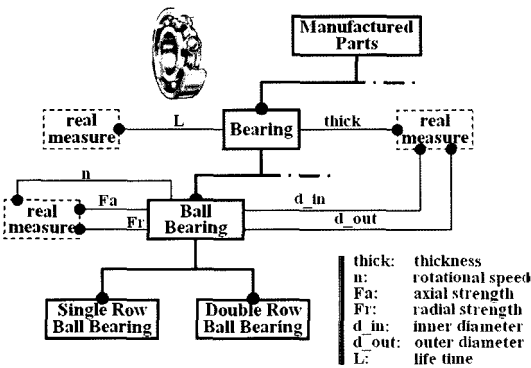 Manufactured
Parts
real
measure
L
Bearing
thick
real
measure
n
real
measure
Fa
Fr
Ball
Bearing
d_in
d_out
Single Row
Ball Bearing
Double Row
Ball Bearing
thick: thickness
n: rotational speed
Fa: axial strength
Fr: radial strength
d_in: inner diameter
d_out: outer diameter
L: life time